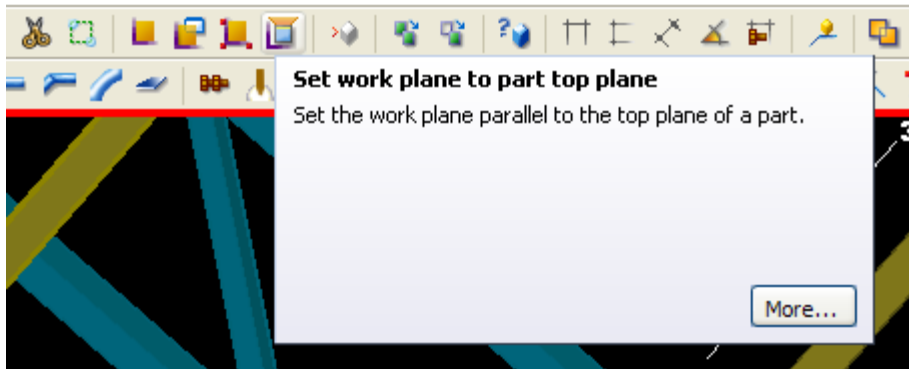 Set work plane to part top plane
Set the work plane parallel to the top plane of a part.
3
More...